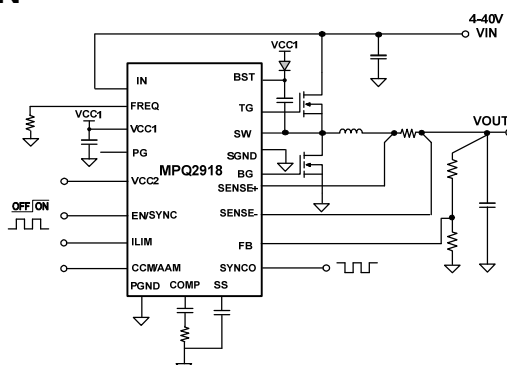 N
4-40V
VIN
VCC1
IN
BST
FREQ
VCC1
TG
VCC1
SW
VOUT
PG
SGND
MPQ2918
BG
VCC2
SENSE+
OFF ON
EN/SYNC
SENSE-
ILIM
FB
CCM/AAM
SYNCO
PGND COMP SS